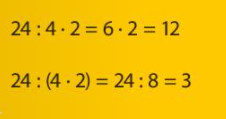 24 : 4 · 2 = 6 · 2 = 12
24 : (4 · 2) = 24 : 8 = 3